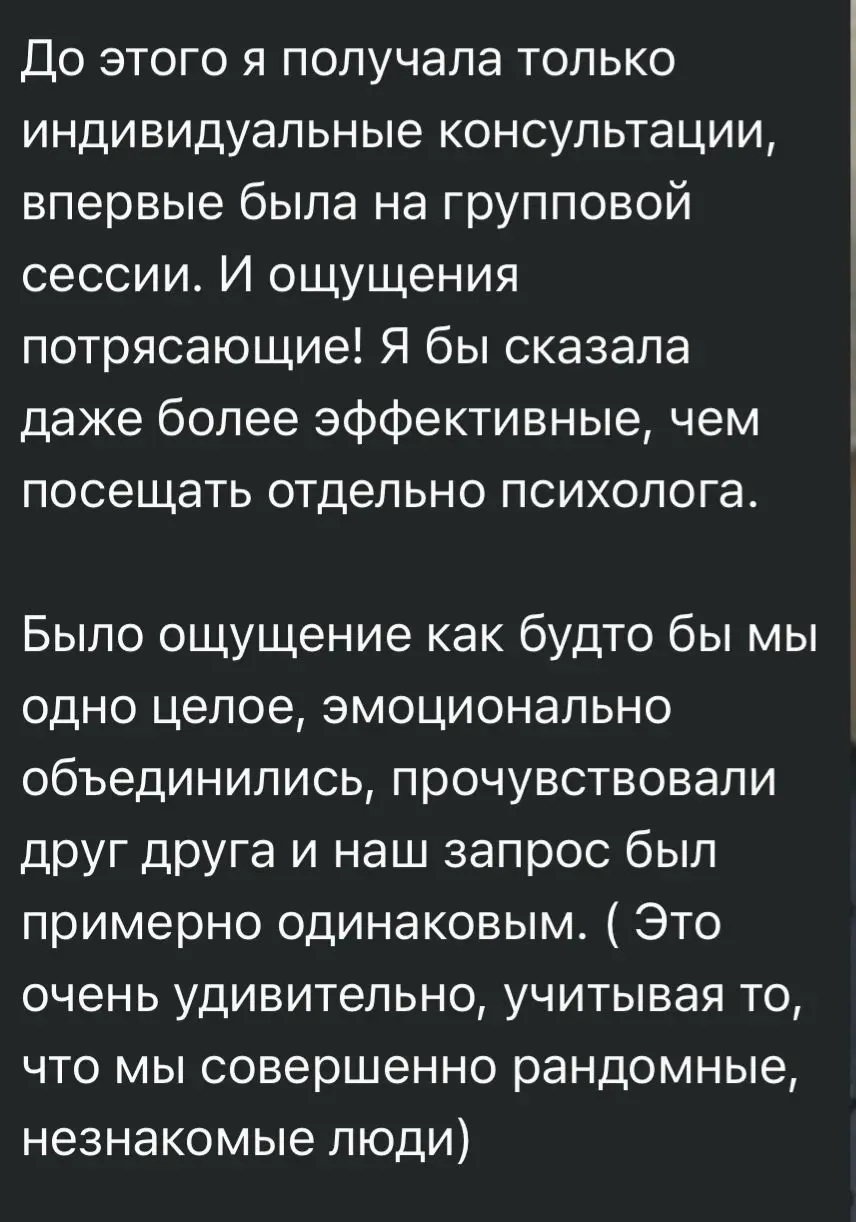 До этого я получала только
индивидуальные консультации,
впервые была на групповой
сессии. И ощущения
потрясающие! Я бы сказала
даже более эффективные, чем
посещать отдельно психолога.
Было ощущение как будто бы мы
одно целое, эмоционально
объединились, прочувствовали
друг друга и наш запрос был
примерно одинаковым. ( Это
очень удивительно, учитывая то,
что мы совершенно рандомные,
незнакомые люди)